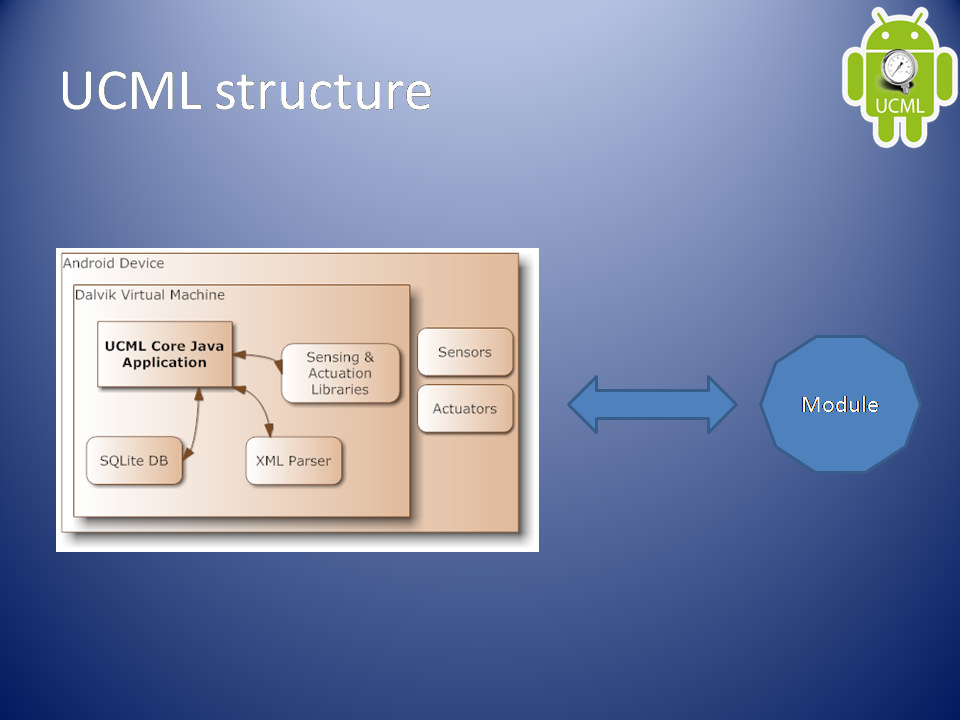 UCML structure
UCML
Android Device
Dalvik Virtual Machine
UCML Core Java
Application
Sensing &
Actuation
Libraries
Sensors
Actuators
SQLite DB
XML Parser
Module